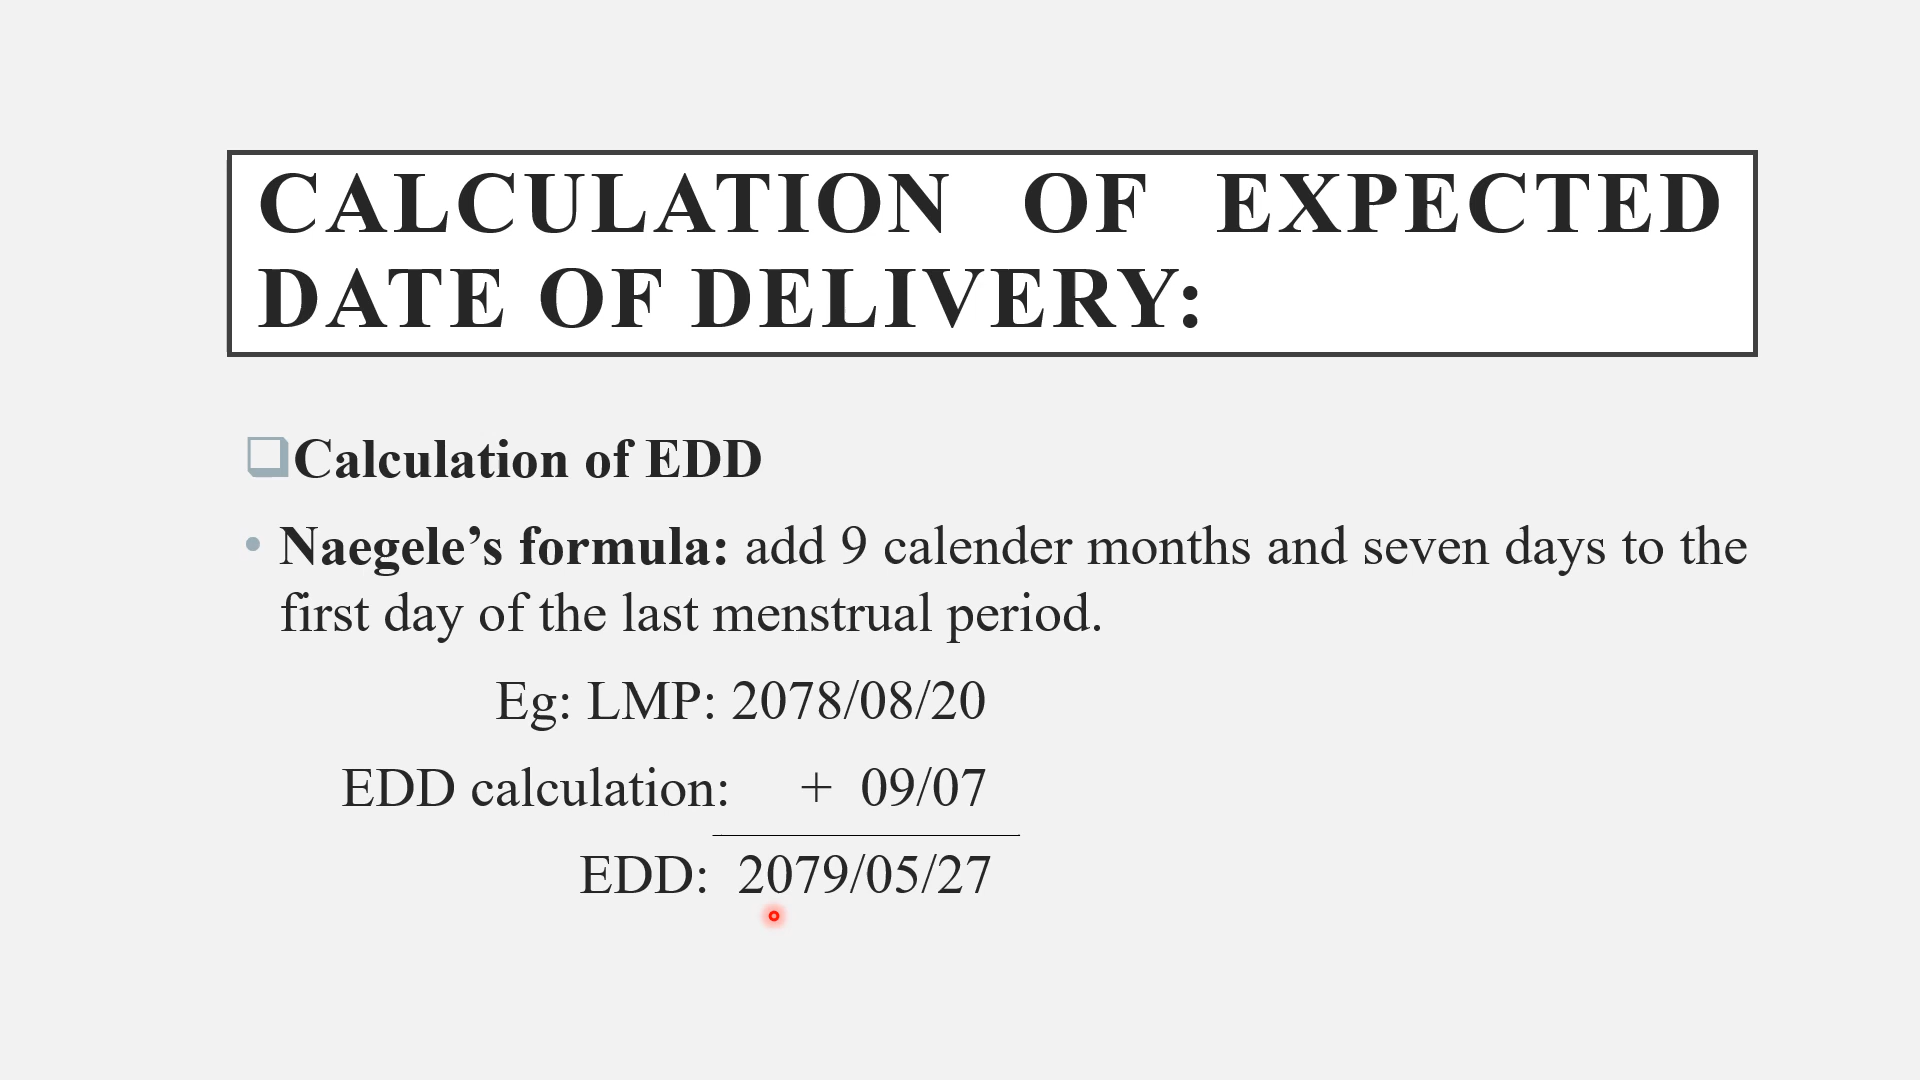 CALCULATION OF EXPECTED
DATE OF DELIVERY:
Calculation of EDD
• Naegele’s formula: add 9 calender months and seven days to the
first day of the last menstrual period.
Eg: LMP: 2078/08/20
EDD calculation: + 09/07
EDD: 2079/05/27